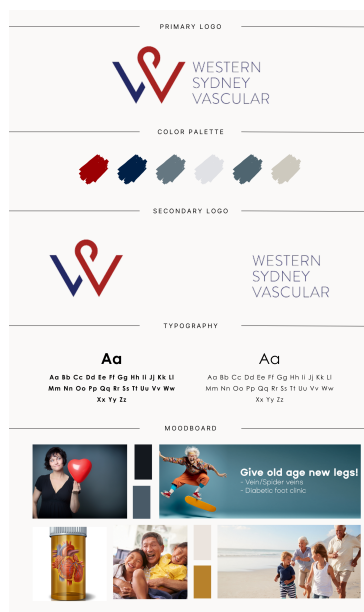 PRIMARY LOGO
WESTERN
SYDNEY
VASCULAR
COLOR PALETTE
SECONDARY LOGO
WESTERN
SYDNEY
VASCULAR
TYPOGRAPHY
Aa
Aa Bb Cc Dd Ee Ff Gg Hh Ii Jj Kk Ll
Mm Nn Oo Pp Qq Rr Ss Tt Uu Vv Ww
Xx Yy Zz
Aa
Aa Bb Cc Dd Ee Ff Gg Hh Ii Jj Kk Ll
Mm Nn Oo Pp Qq Rr Ss Tt Uu Vv Ww
Xx Yy Zz
MOODBOARD
Give old age new legs!
- Vein/Spider veins
- Diabetic foot clinic